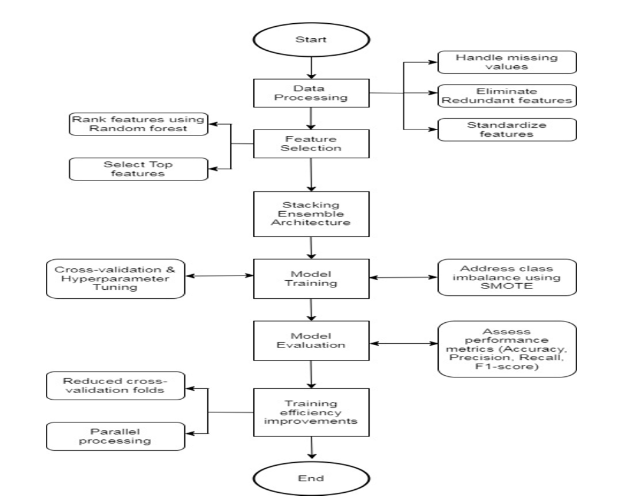 Start
Data
Processing
Handle missing
values
Eliminate
Redundant features
Standardize
features
Rank features using
Random forest
Feature
Selection
Select Top
features
Stacking
Ensemble
Architecture
Cross-validation &
Hyperparameter
Tuning
Model
Training
Address class
imbalance using
SMOTE
Model
Evaluation
Assess
performance
metrics (Accuracy,
Precision, Recall,
F1-score)
Reduced cross-
validation folds
Training
efficiency
improvements
Parallel
processing
End